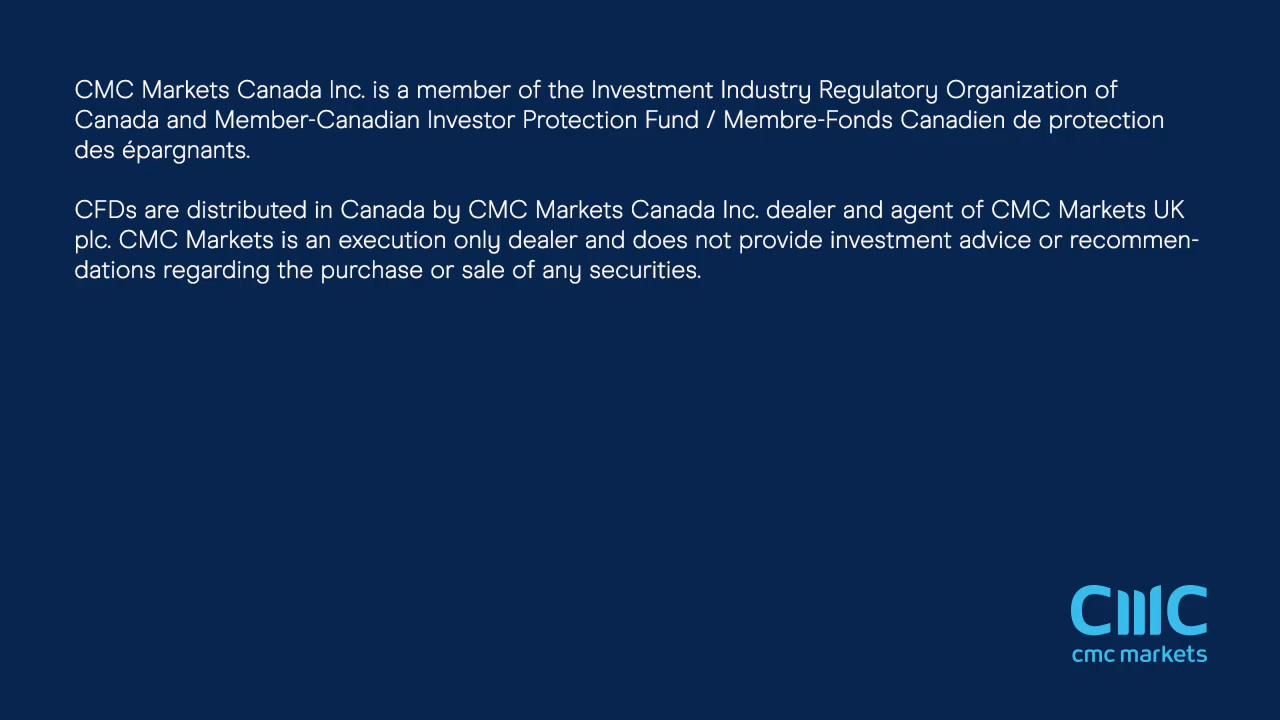 CMC Markets Canada Inc. is a member of the Investment Industry Regulatory Organization of
Canada and Member-Canadian Investor Protection Fund / Membre-Fonds Canadien de protection
des épargnants.
CFDs are distributed in Canada by CMC Markets Canada Inc. dealer and agent of CMC Markets UK
plc. CMC Markets is an execution only dealer and does not provide investment advice or recommen-
dations regarding the purchase or sale of any securities.
CMC
cmc markets